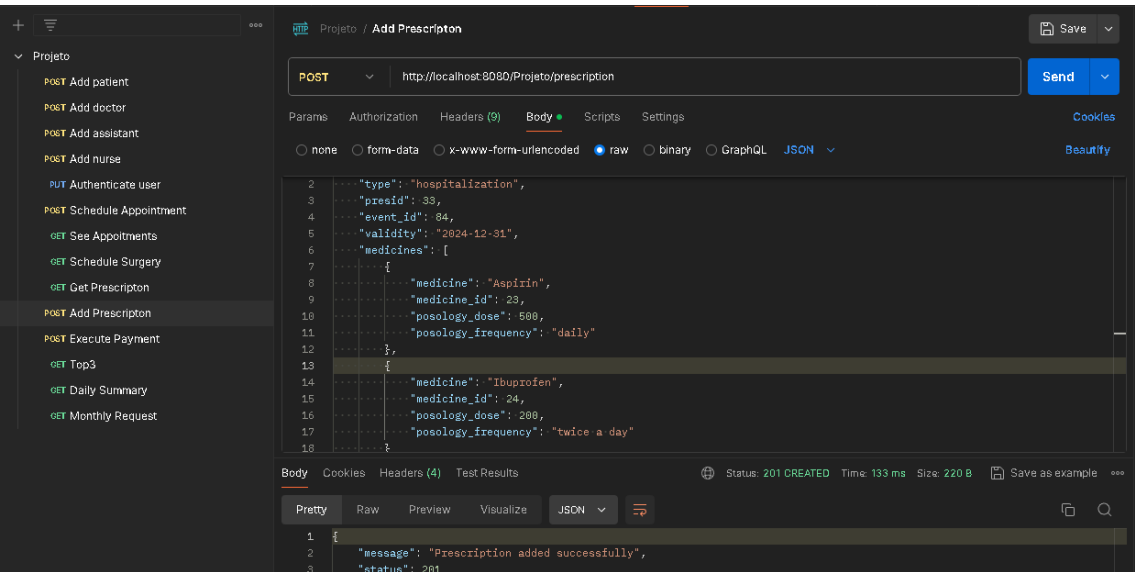 Projeto / Add Prescripton
Save
Projeto
POST Add patient
POST Add doctor
POST Add assistant
POST Add nurse
PUT Authenticate user
POST Schedule Appointment
GET See Appoitments
GET Schedule Surgery
GET Get Prescripton
POST Add Prescripton
POST Execute Payment
GET Top3
GET Daily Summary
GET Monthly Request
HTTP
POST http://localhost:8080/Projeto/prescription Send
Params Authorization Headers (9) Body Scripts Settings Cookies
none form-data x-www-form-urlencoded raw binary GraphQL JSON Beautify
2 "type": "hospitalization",
3 "presid": 33,
4 "event_id": 84,
5 "validity": "2024-12-31",
6 "medicines": [
7 {
8 "medicine": "Aspirin",
9 "medicine_id": 23,
10 "posology_dose": 500,
11 "posology_frequency": "daily"
12 },
13 {
14 "medicine": "Ibuprofen",
15 "medicine_id": 24,
16 "posology_dose": 200,
17 "posology_frequency": "twice a day"
18 }
Body Cookies Headers (4) Test Results Status: 201 CREATED Time: 133 ms Size: 220 B Save as example
Pretty Raw Preview Visualize JSON
1 {
2 "message": "Prescription added successfully",
3 "status": 201